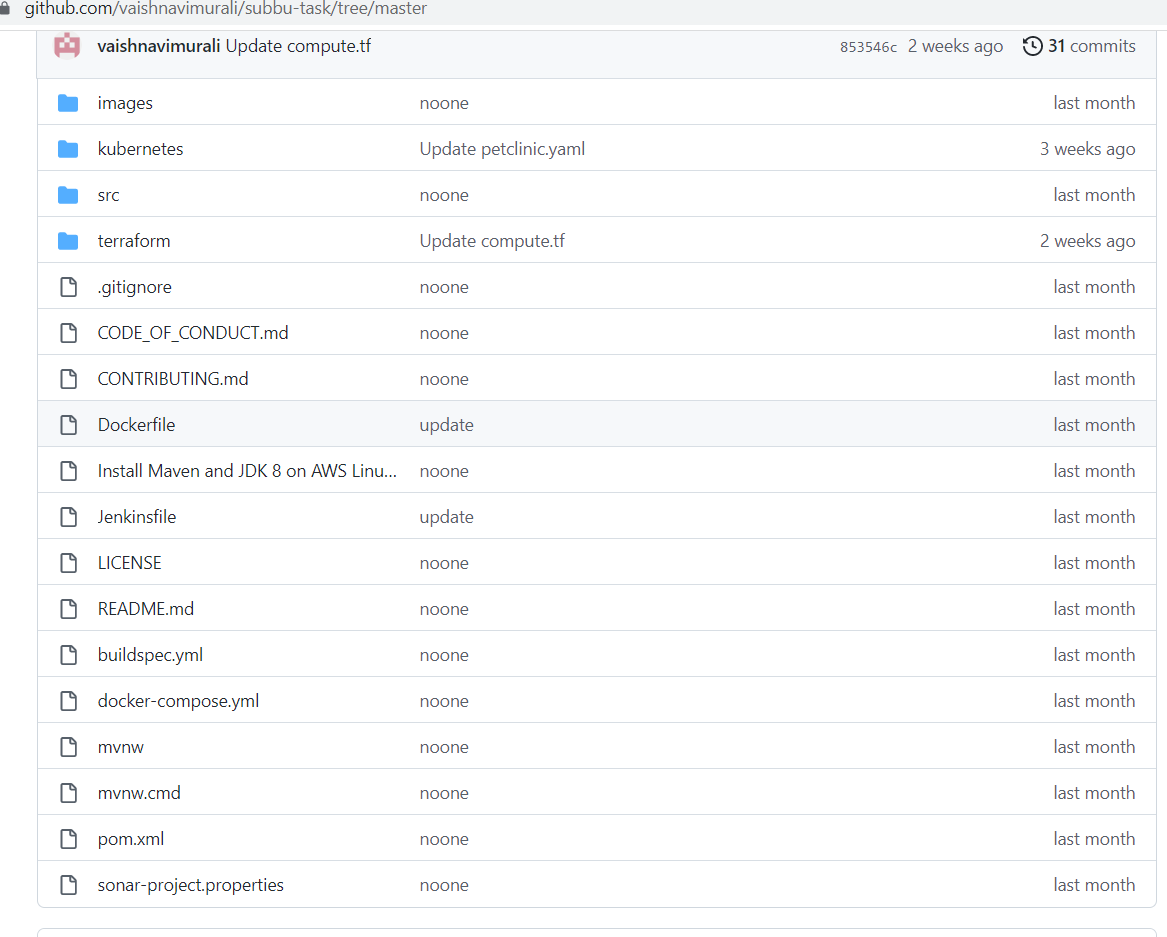 github.com/vaishnavimurali/subbu-task/tree/master
vaishnavimurali Update compute.tf 853546c 2 weeks ago 31 commits
images noone last month
kubernetes Update petclinic.yaml 3 weeks ago
src noone last month
terraform Update compute.tf 2 weeks ago
.gitignore noone last month
CODE_OF_CONDUCT.md noone last month
CONTRIBUTING.md noone last month
Dockerfile update last month
Install Maven and JDK 8 on AWS Linu... noone last month
Jenkinsfile update last month
LICENSE noone last month
README.md noone last month
buildspec.yml noone last month
docker-compose.yml noone last month
mvnw noone last month
mvnw.cmd noone last month
pom.xml noone last month
sonar-project.properties noone last month